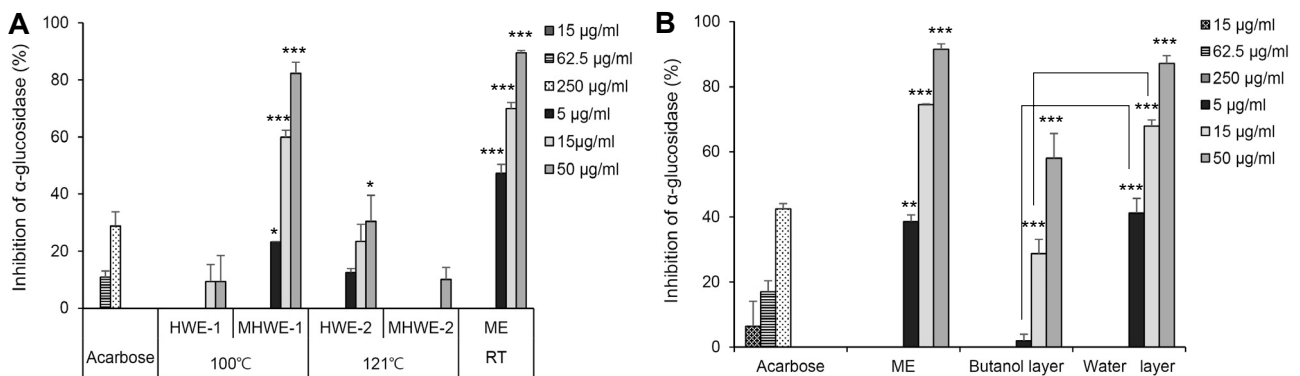 A
Inhibition of α-glucosidase (%)
100
80
60
40
20
0
***
***
*
*
***
***
***
15 µg/ml
62.5 µg/ml
250 µg/ml
5 µg/ml
15µg/ml
50 µg/ml
HWE-1 MHWE-1 HWE-2 MHWE-2 ME
Acarbose 100℃ 121℃ RT
B
Inhibition of α-glucosidase (%)
100
80
60
40
20
0
***
***
**
***
***
***
***
***
15 µg/ml
62.5 µg/ml
250 µg/ml
5 µg/ml
15 µg/ml
50 µg/ml
Acarbose ME Butanol layer Water layer